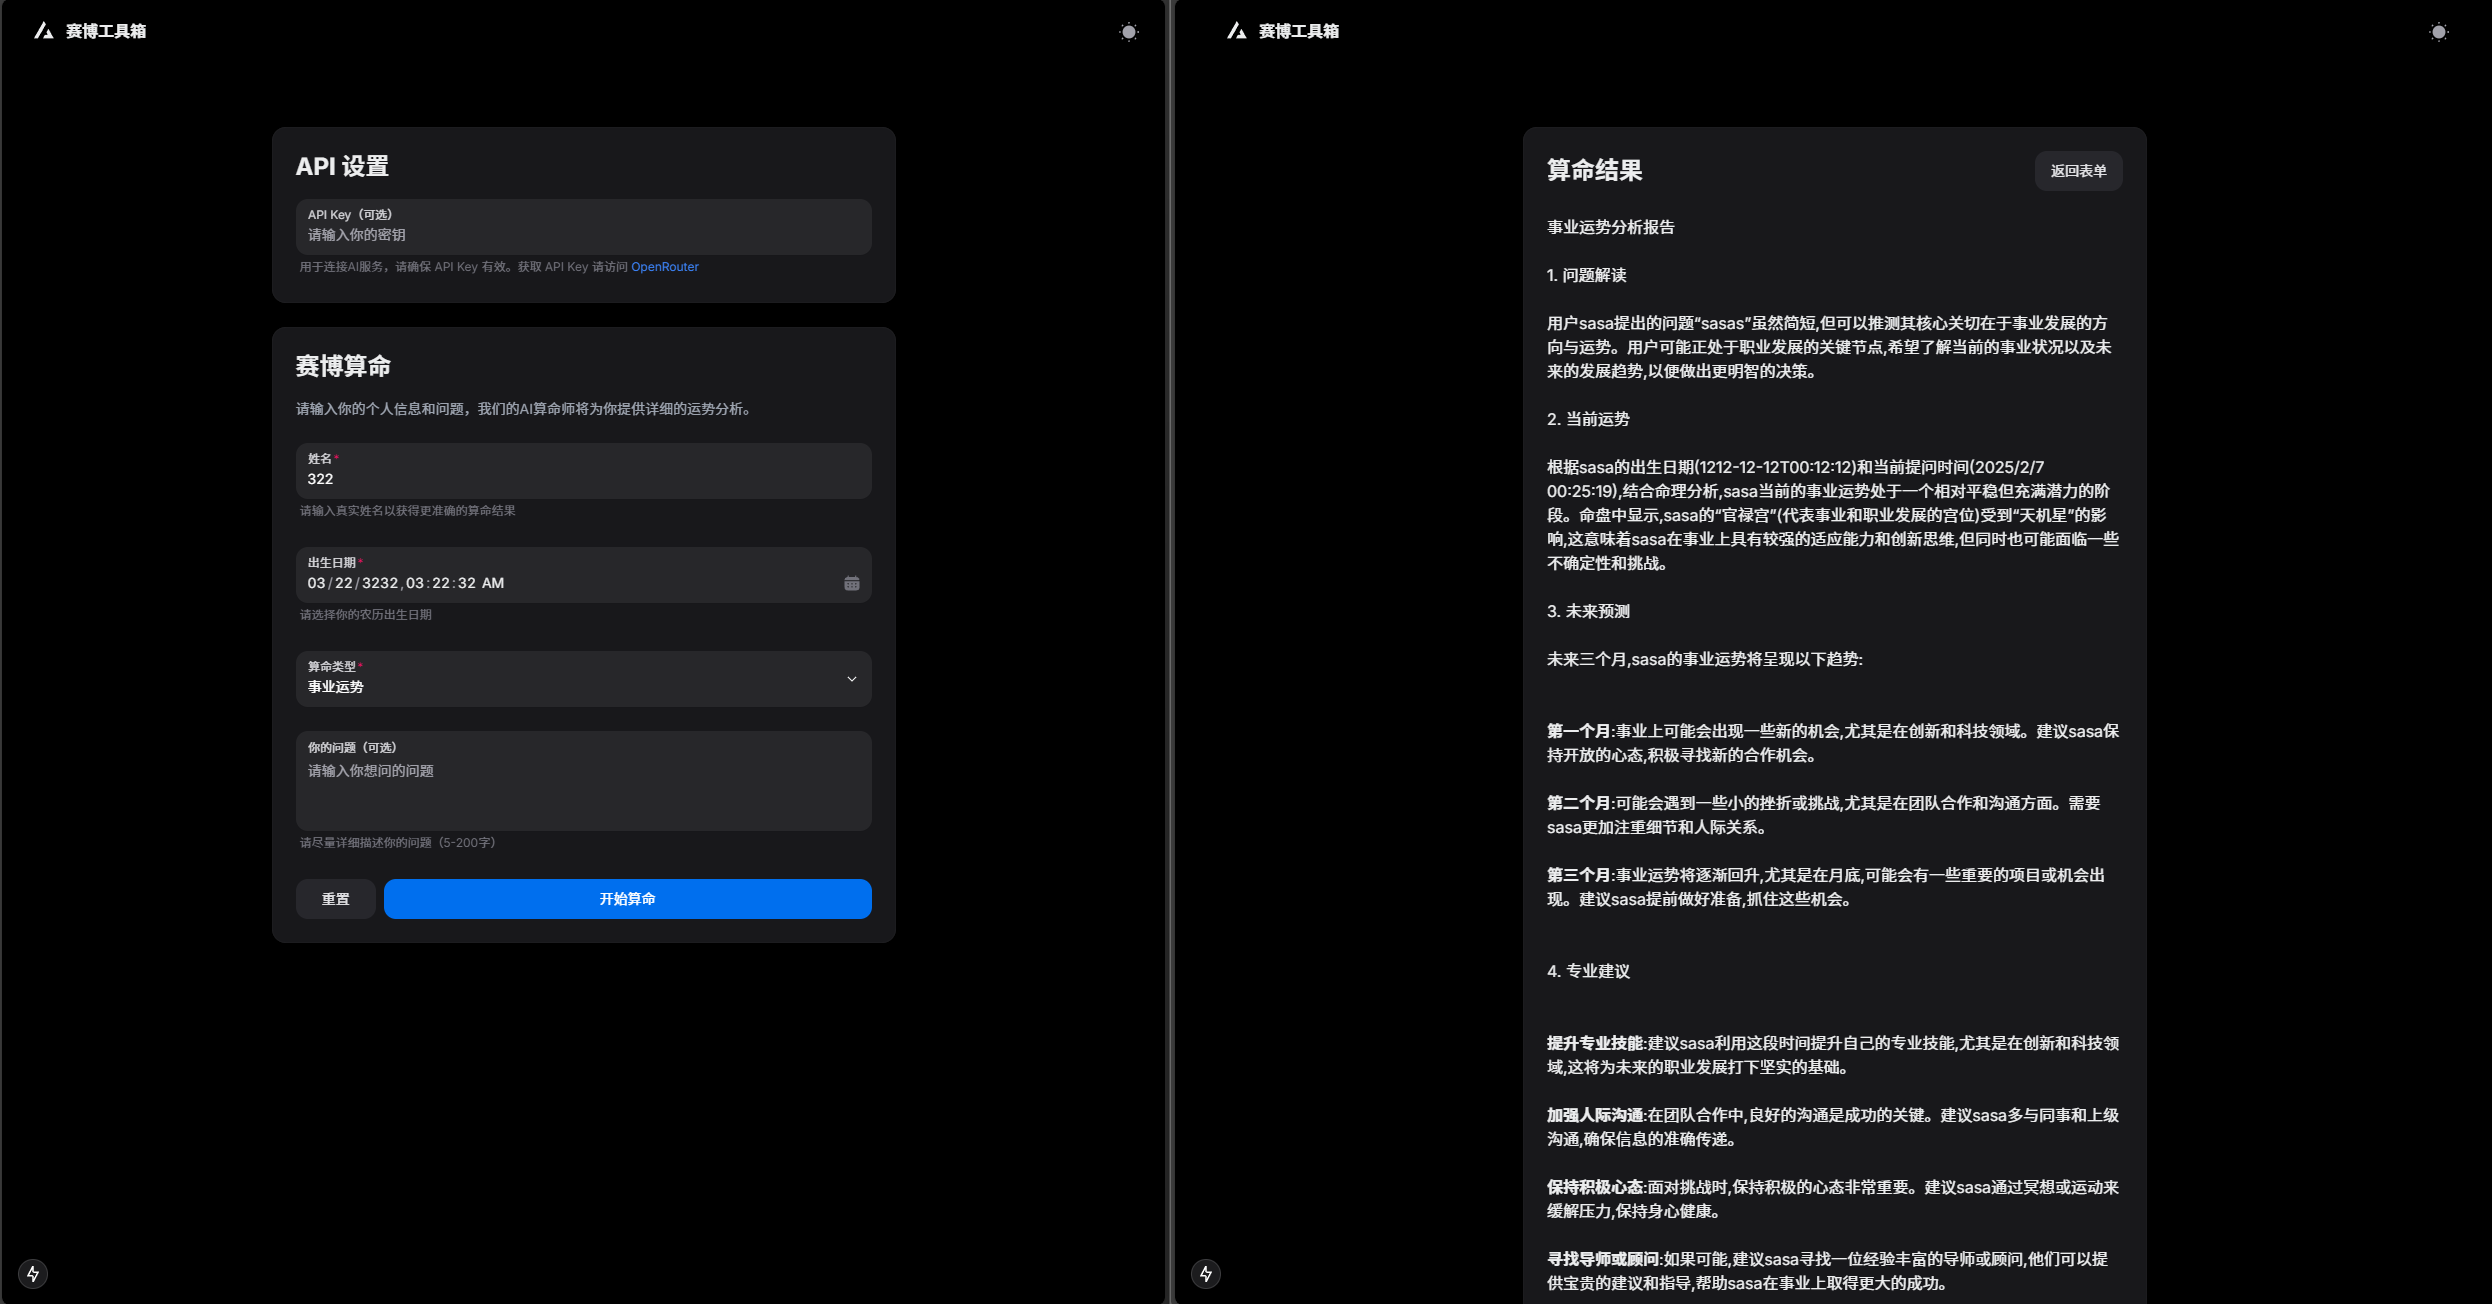 赛博工具箱
API 设置
API Key（可选）
请输入你的密钥
用于连接AI服务，请确保 API Key 有效。获取 API Key 请访问 OpenRouter
赛博算命
请输入你的个人信息和问题，我们的AI算命师将为你提供详细的运势分析。
姓名*
322
请输入真实姓名以获得更准确的算命结果
出生日期*
03/22/3232,03:22:32 AM
请选择你的农历出生日期
算命类型*
事业运势
你的问题（可选）
请输入你想问的问题
请尽量详细描述你的问题（5-200字）
重置
开始算命
赛博工具箱
算命结果
返回表单
事业运势分析报告
1. 问题解读
用户sasa提出的问题“sasas”虽然简短,但可以推测其核心关切在于事业发展的方
向与运势。用户可能正处于职业发展的关键节点,希望了解当前的事业状况以及未
来的发展趋势,以便做出更明智的决策。
2. 当前运势
根据sasa的出生日期(1212-12-12T00:12:12)和当前提问时间(2025/2/7
00:25:19),结合命理分析,sasa当前的事业运势处于一个相对平稳但充满潜力的阶
段。命盘中显示,sasa的“官禄宫”(代表事业和职业发展的宫位)受到“天机星”的影
响,这意味着sasa在事业上具有较强的适应能力和创新思维,但同时也可能面临一些
不确定性和挑战。
3. 未来预测
未来三个月,sasa的事业运势将呈现以下趋势:
第一个月:事业上可能会出现一些新的机会,尤其是在创新和科技领域。建议sasa保
持开放的心态,积极寻找新的合作机会。
第二个月:可能会遇到一些小的挫折或挑战,尤其是在团队合作和沟通方面。需要
sasa更加注重细节和人际关系。
第三个月:事业运势将逐渐回升,尤其是在月底,可能会有一些重要的项目或机会出
现。建议sasa提前做好准备,抓住这些机会。
4. 专业建议
提升专业技能:建议sasa利用这段时间提升自己的专业技能,尤其是在创新和科技领
域,这将为未来的职业发展打下坚实的基础。
加强人际沟通:在团队合作中,良好的沟通是成功的关键。建议sasa多与同事和上级
沟通,确保信息的准确传递。
保持积极心态:面对挑战时,保持积极的心态非常重要。建议sasa通过冥想或运动来
缓解压力,保持身心健康。
寻找导师或顾问:如果可能,建议sasa寻找一位经验丰富的导师或顾问,他们可以提
供宝贵的建议和指导,帮助sasa在事业上取得更大的成功。